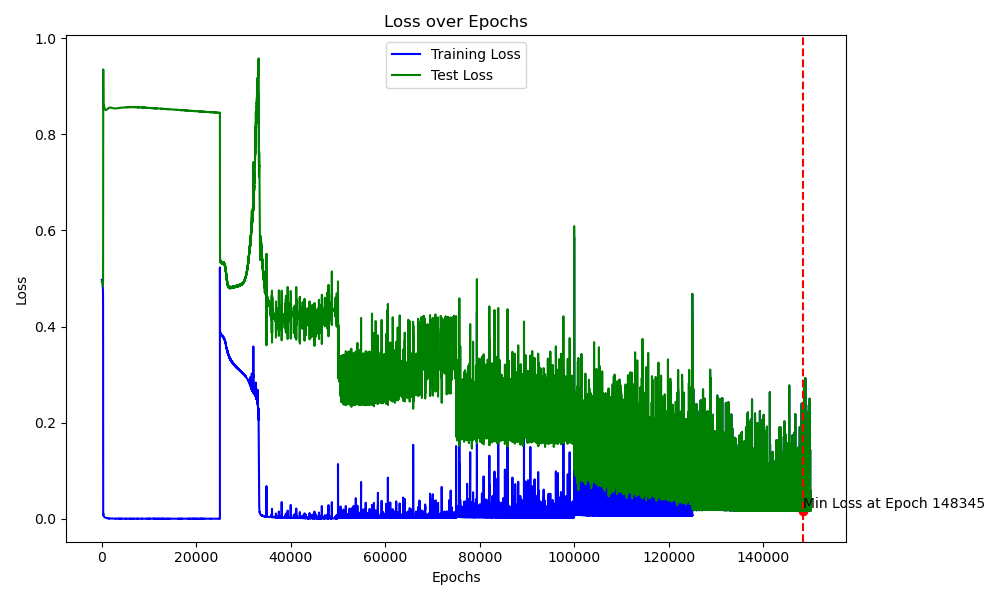 Loss over Epochs
Training Loss
Test Loss
1.0
0.8
0.6
0.4
0.2
0.0
Loss
Min Loss at Epoch 148345
0
20000
40000
60000
80000
100000
120000
140000
Epochs